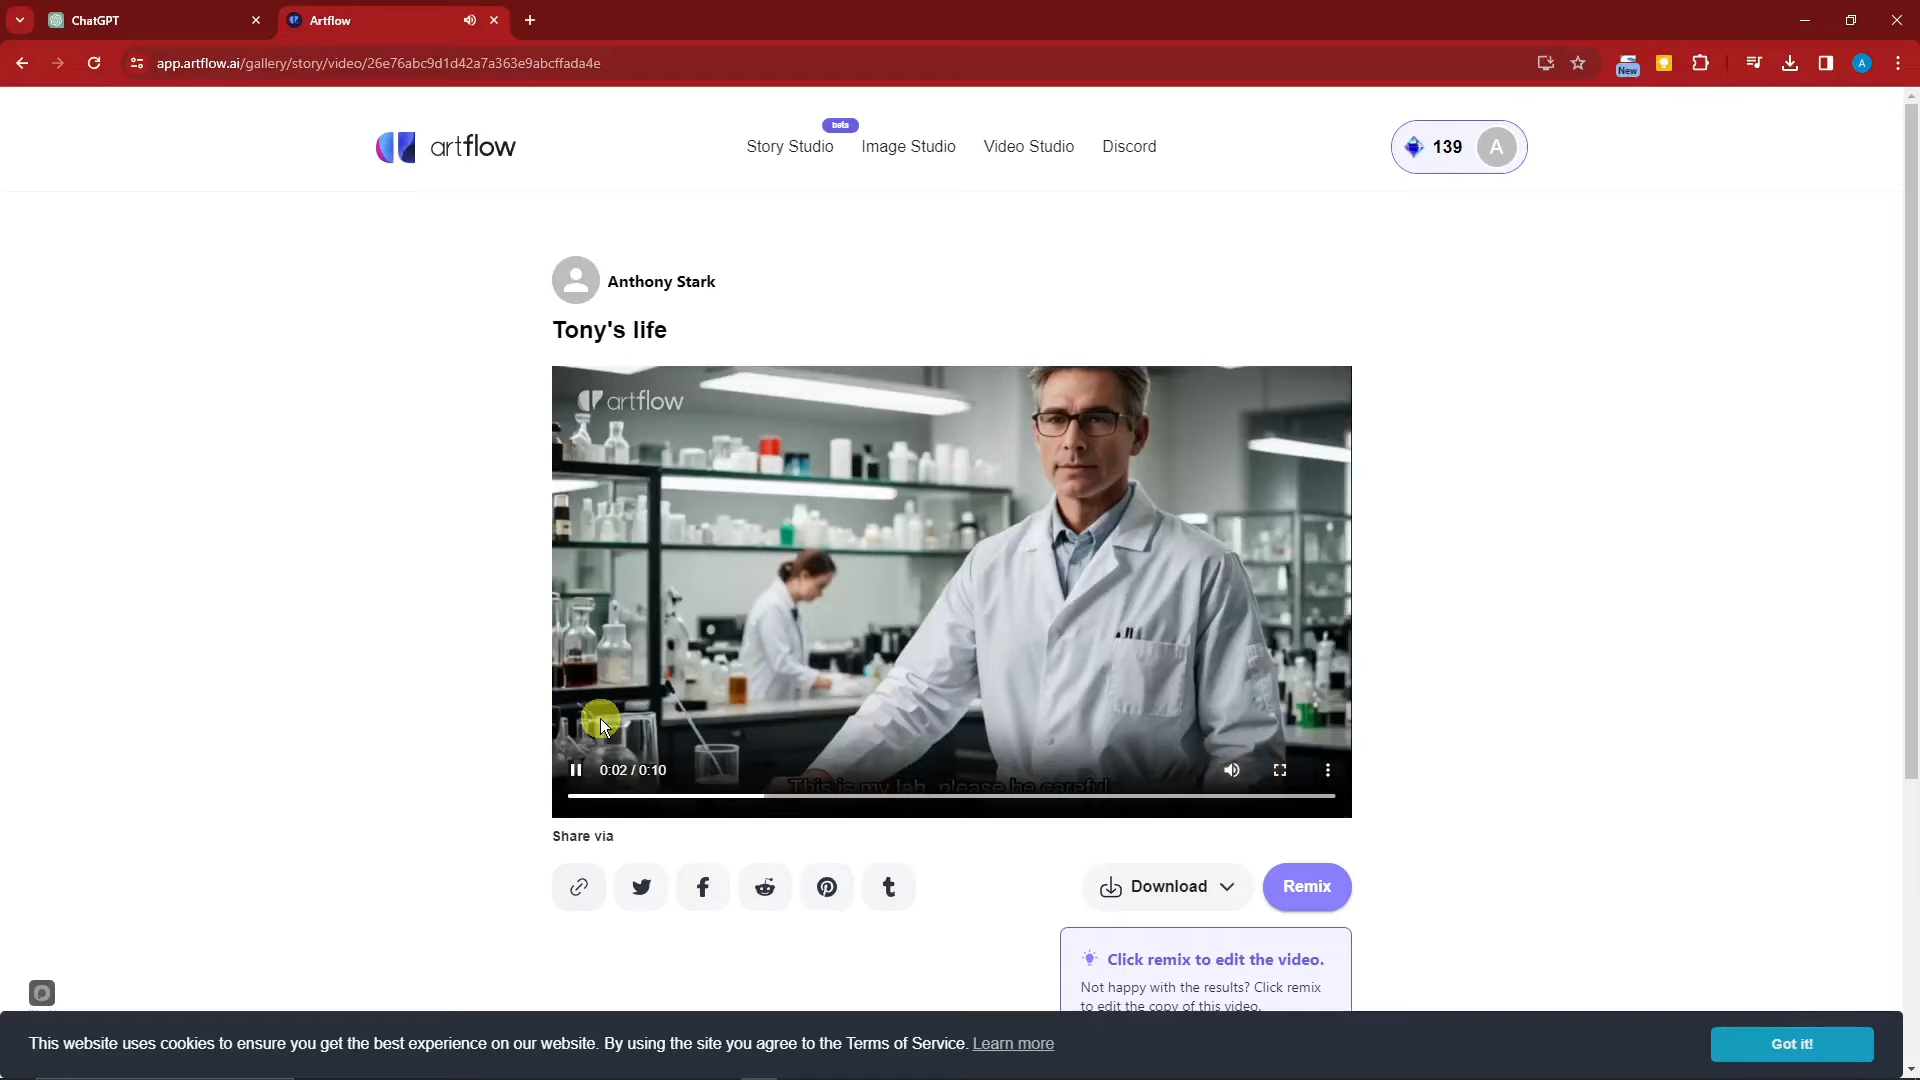 ChatGPT
Artflow
app.artflow.ai/gallery/story/video/26e76abc9d1d42a7a363e9abcffada4e
New
A
artflow
Story Studio
beta
Image Studio
Video Studio
Discord
139
A
Anthony Stark
Tony's life
artflow
This is my lab, please be careful
0:02 / 0:10
Share via
Download
Remix
Click remix to edit the video.
Not happy with the results? Click remix
to edit the copy of this video.
This website uses cookies to ensure you get the best experience on our website. By using the site you agree to the Terms of Service. Learn more
Got it!